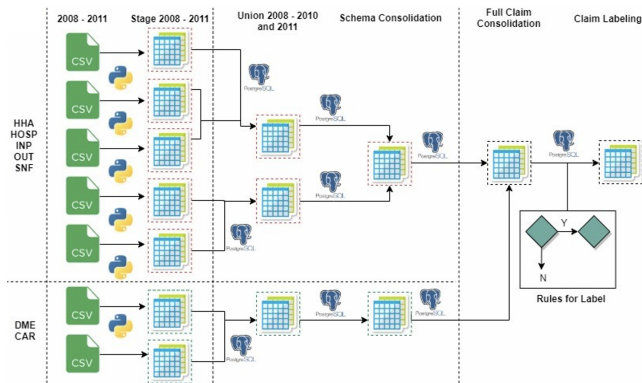 2008 - 2011
Stage 2008 - 2011
Union 2008 - 2010
and 2011
Schema Consolidation
Full Claim
Consolidation
Claim Labeling
HHA
HOSP
INP
OUT
SNF
CSV
CSV
CSV
CSV
CSV
PostgreSQL
PostgreSQL
PostgreSQL
PostgreSQL
PostgreSQL
PostgreSQL
Y
N
Rules for Label
DME
CAR
CSV
CSV
PostgreSQL
PostgreSQL
PostgreSQL